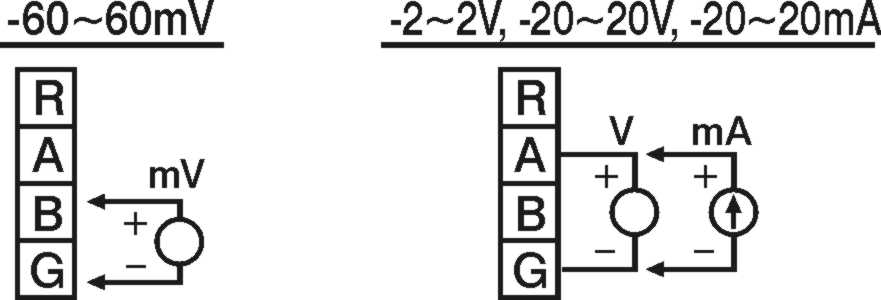 -60~60mV
-2~2V, -20~20V, -20~20mA
R
A
B
G
mV
+
−
R
A
B
G
V
mA
+
+
−
−